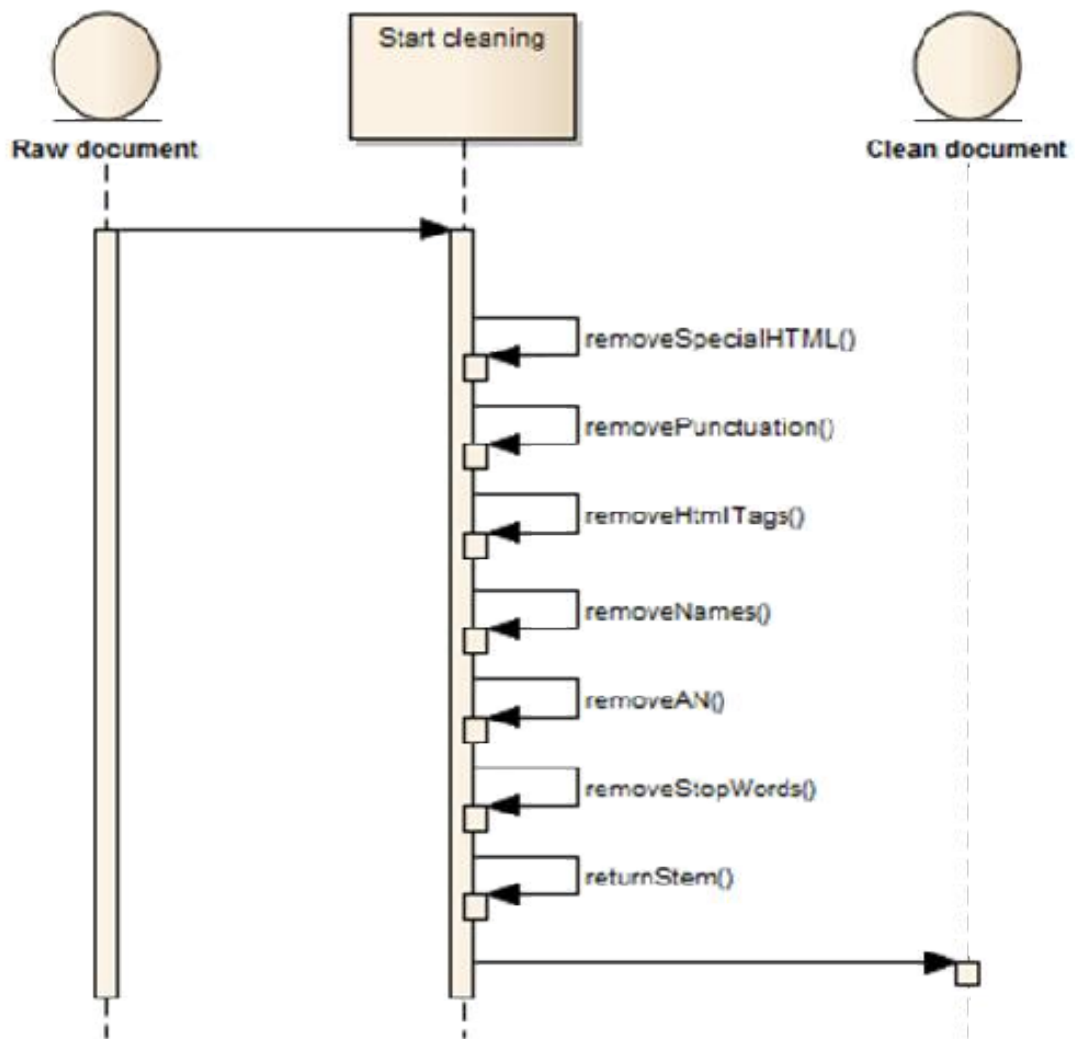 Start cleaning
Raw document
Clean document
removeSpecialHTML()
removePunctuation()
removeHtmlTags()
removeNames()
removeAN()
removeStopWords()
returnStem()